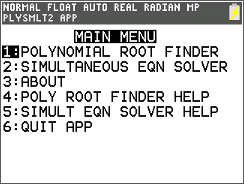 NORMAL FLOAT AUTO REAL RADIAN MP
PLYSMLT2 APP
MAIN MENU
1:POLYNOMIAL ROOT FINDER
2:SIMULTANEOUS EQN SOLVER
3:ABOUT
4:POLY ROOT FINDER HELP
5:SIMULT EQN SOLVER HELP
6:QUIT APP